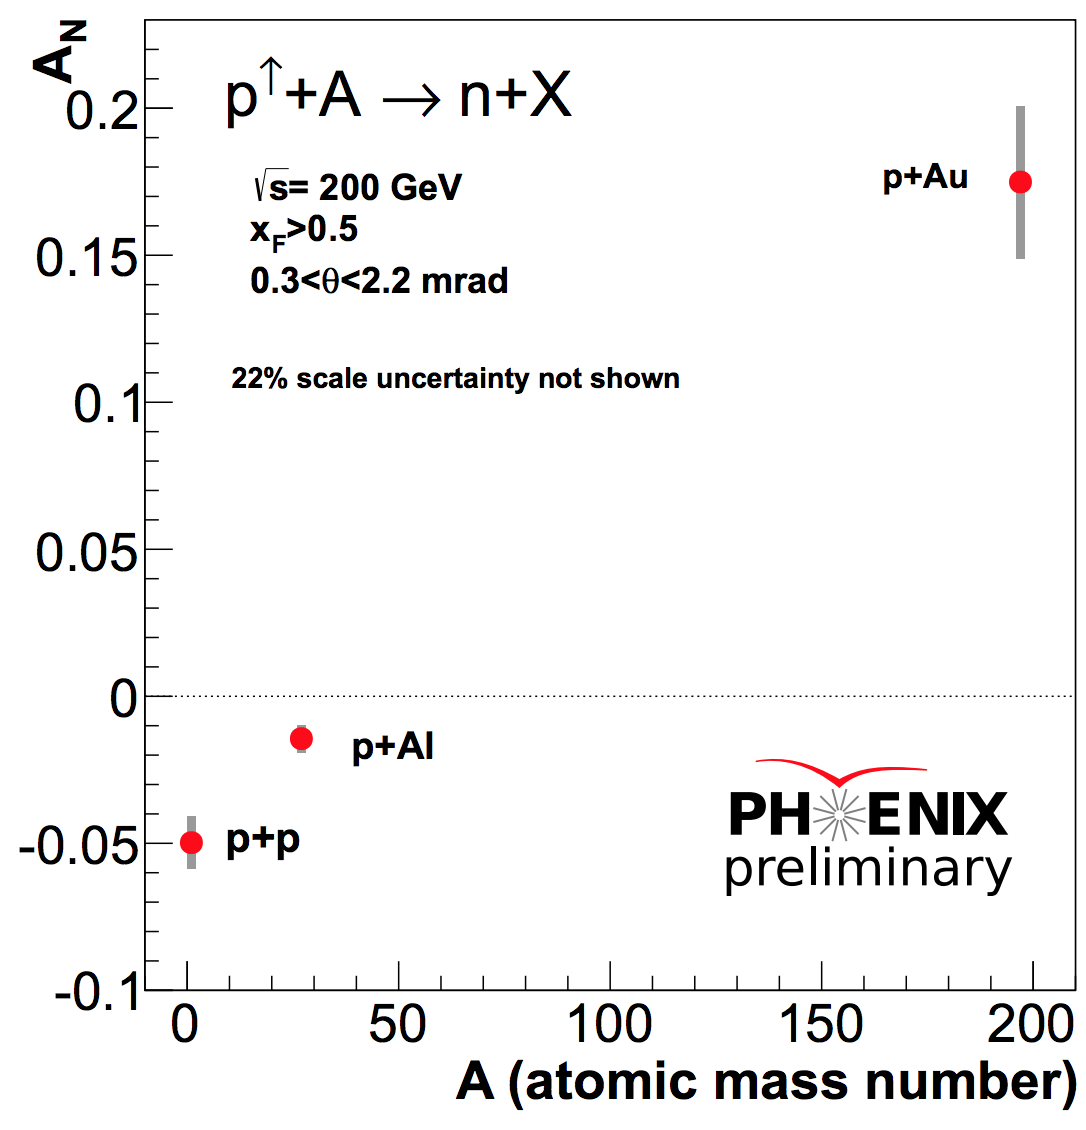 A_N
p↑+A → n+X
0.2
√s= 200 GeV
p+Au
x_F>0.5
0.15
0.3<θ<2.2 mrad
22% scale uncertainty not shown
0.1
0.05
0
p+Al
PHENIX
-0.05
p+p
preliminary
-0.1
0 50 100 150 200
A (atomic mass number)